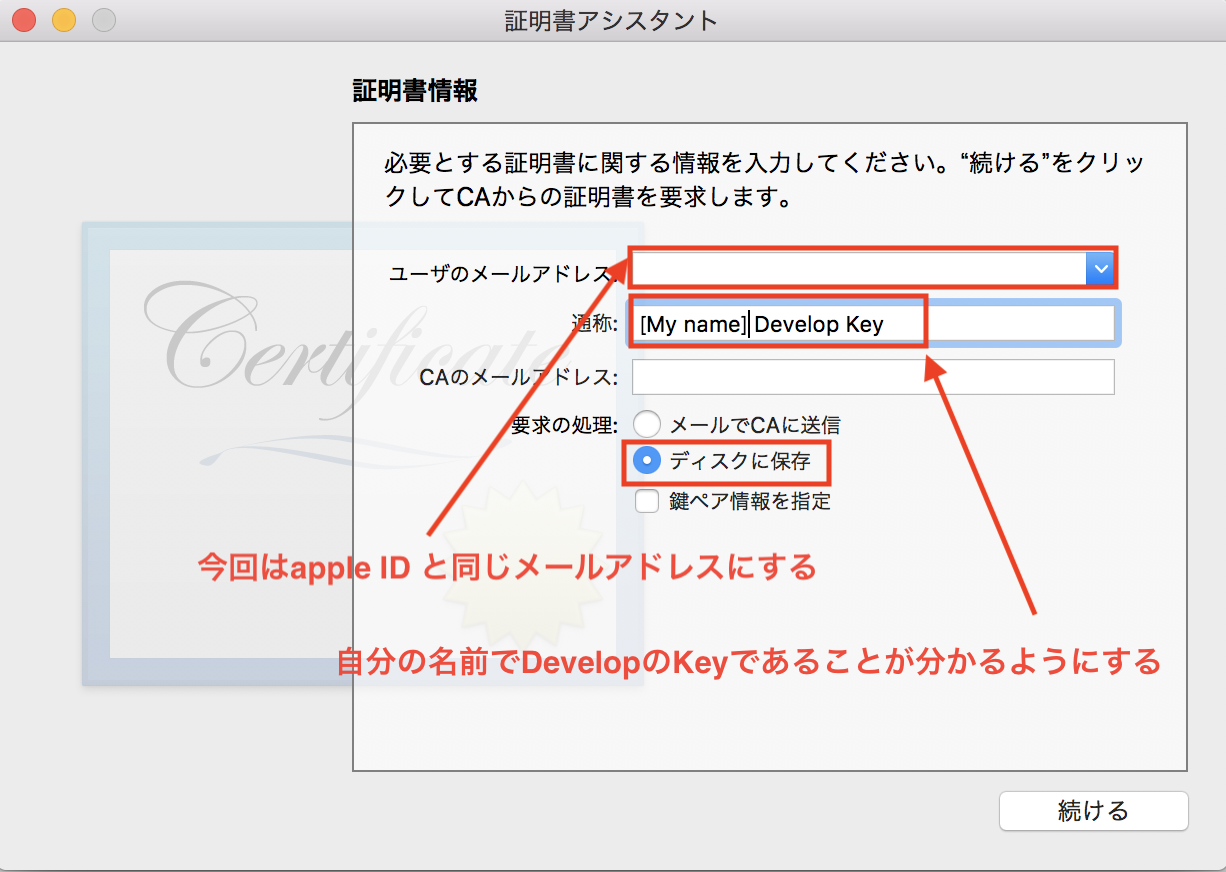 証明書アシスタント
証明書情報
必要とする証明書に関する情報を入力してください。“続ける”をクリッ
クしてCAからの証明書を要求します。
Certificate
ユーザのメールアドレス:
通称: [My name] Develop Key
CAのメールアドレス:
要求の処理: メールでCAに送信
ディスクに保存
鍵ペア情報を指定
今回はapple ID と同じメールアドレスにする
自分の名前でDevelopのKeyであることが分かるようにする
続ける